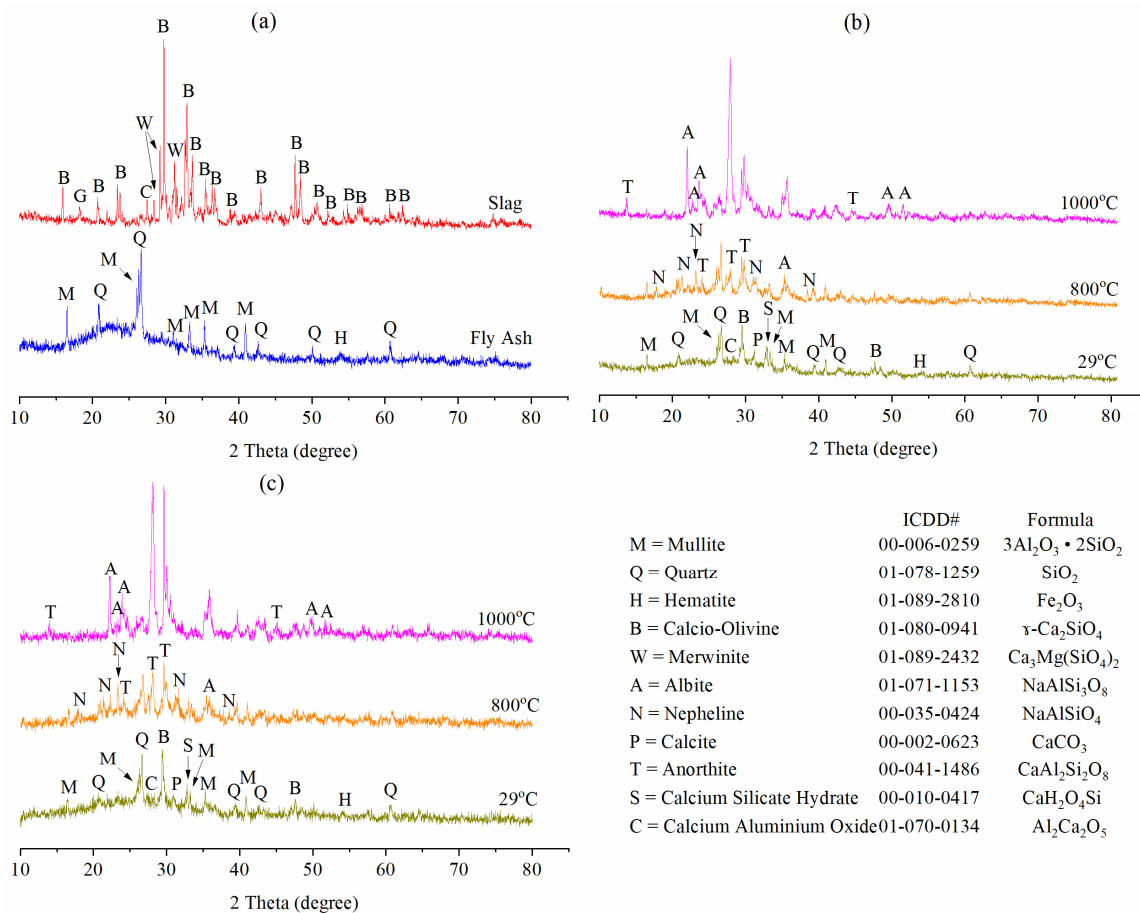 (a)
B
B
W
W
B
B
B
B
B
G
B
B
C
B
B
B
B
B
B
B
B
B
B
B
Slag
Q
M
M
Q
M
M
M
M
Q
Q
Q
H
Q
Fly Ash
10 20 30 40 50 60 70 80
2 Theta (degree)
(b)
A
A
T
A
T
A
A
1000°C
N
N
N
T
T
T
N
A
N
800°C
S
M
Q
B
M
M
Q
C
P
M
Q
M
Q
B
H
Q
29°C
10 20 30 40 50 60 70 80
2 Theta (degree)
(c)
A
A
T
A
T
A
A
1000°C
N
T
T
N
N
T
N
A
N
800°C
Q
B
S
M
M
M
Q
C
P
M
Q
M
Q
B
H
Q
29°C
10 20 30 40 50 60 70 80
2 Theta (degree)
ICDD# Formula
M = Mullite 00-006-0259 3Al₂O₃ • 2SiO₂
Q = Quartz 01-078-1259 SiO₂
H = Hematite 01-089-2810 Fe₂O₃
B = Calcio-Olivine 01-080-0941 ɤ-Ca₂SiO₄
W = Merwinite 01-089-2432 Ca₃Mg(SiO₄)₂
A = Albite 01-071-1153 NaAlSi₃O₈
N = Nepheline 00-035-0424 NaAlSiO₄
P = Calcite 00-002-0623 CaCO₃
T = Anorthite 00-041-1486 CaAl₂Si₂O₈
S = Calcium Silicate Hydrate 00-010-0417 CaH₂O₄Si
C = Calcium Aluminium Oxide 01-070-0134 Al₂Ca₂O₅